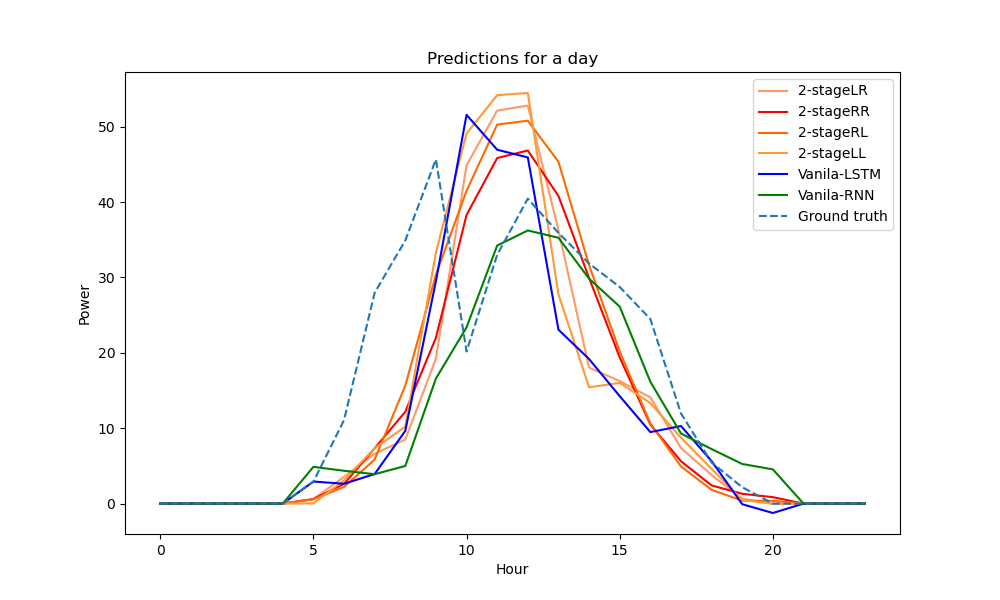 Predictions for a day
2-stageLR
2-stageRR
2-stageRL
2-stageLL
Vanila-LSTM
Vanila-RNN
Ground truth
Power
50
40
30
20
10
0
0 5 10 15 20
Hour